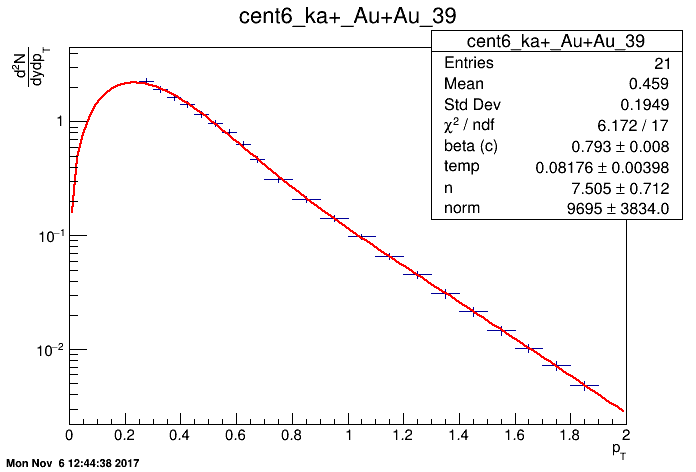 cent6_ka+_Au+Au_39
cent6_ka+_Au+Au_39
Entries 21
Mean 0.459
Std Dev 0.1949
χ² / ndf 6.172 / 17
beta (c) 0.793 ± 0.008
temp 0.08176 ± 0.00398
n 7.505 ± 0.712
norm 9695 ± 3834.0
d²N
dydp_T
1
10⁻¹
10⁻²
0 0.2 0.4 0.6 0.8 1 1.2 1.4 1.6 1.8 2
p_T
Mon Nov 6 12:44:38 2017